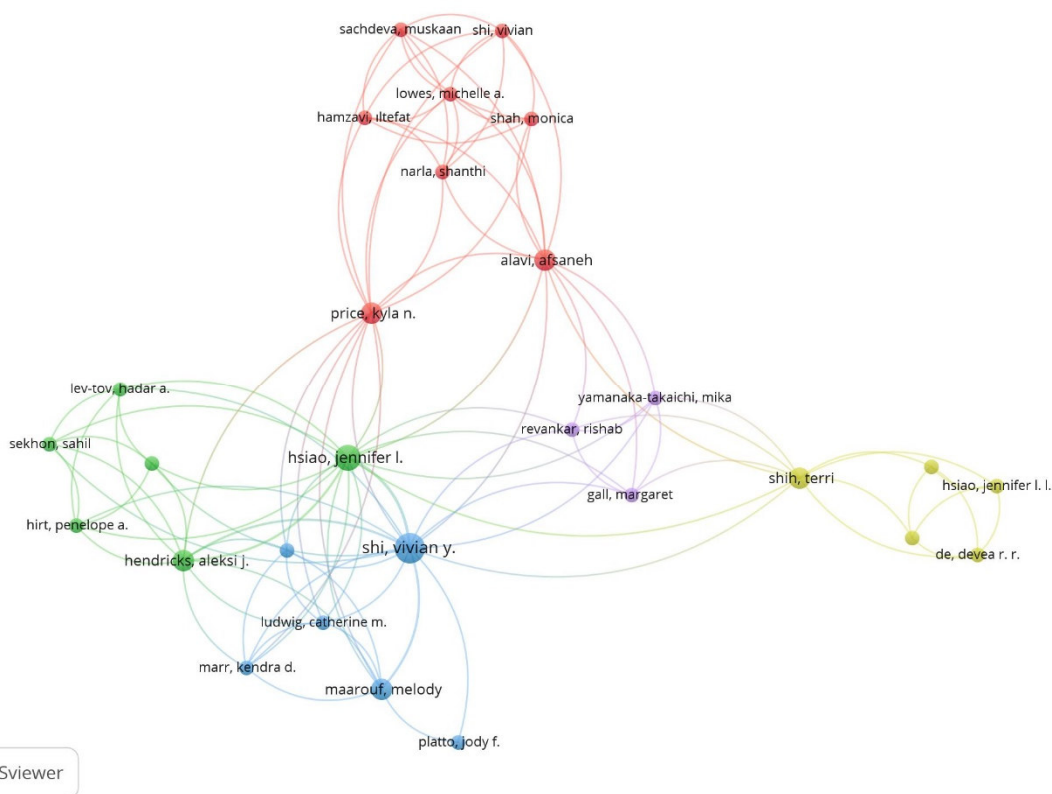 sachdeva, muskaan
shi, vivian
lowes, michelle a.
hamzavi, iltefat
shah, monica
narla, shanthi
alavi, afsaneh
price, kyla n.
lev-tov, hadar a.
yamanaka-takaichi, mika
revankar, rishab
sekhon, sahil
hsiao, jennifer l.
shih, terri
hsiao, jennifer l. l.
gall, margaret
hirt, penelope a.
shi, vivian y.
hendricks, aleksi j.
de, devea r. r.
ludwig, catherine m.
marr, kendra d.
maarouf, melody
platto, jody f.
Sviewer